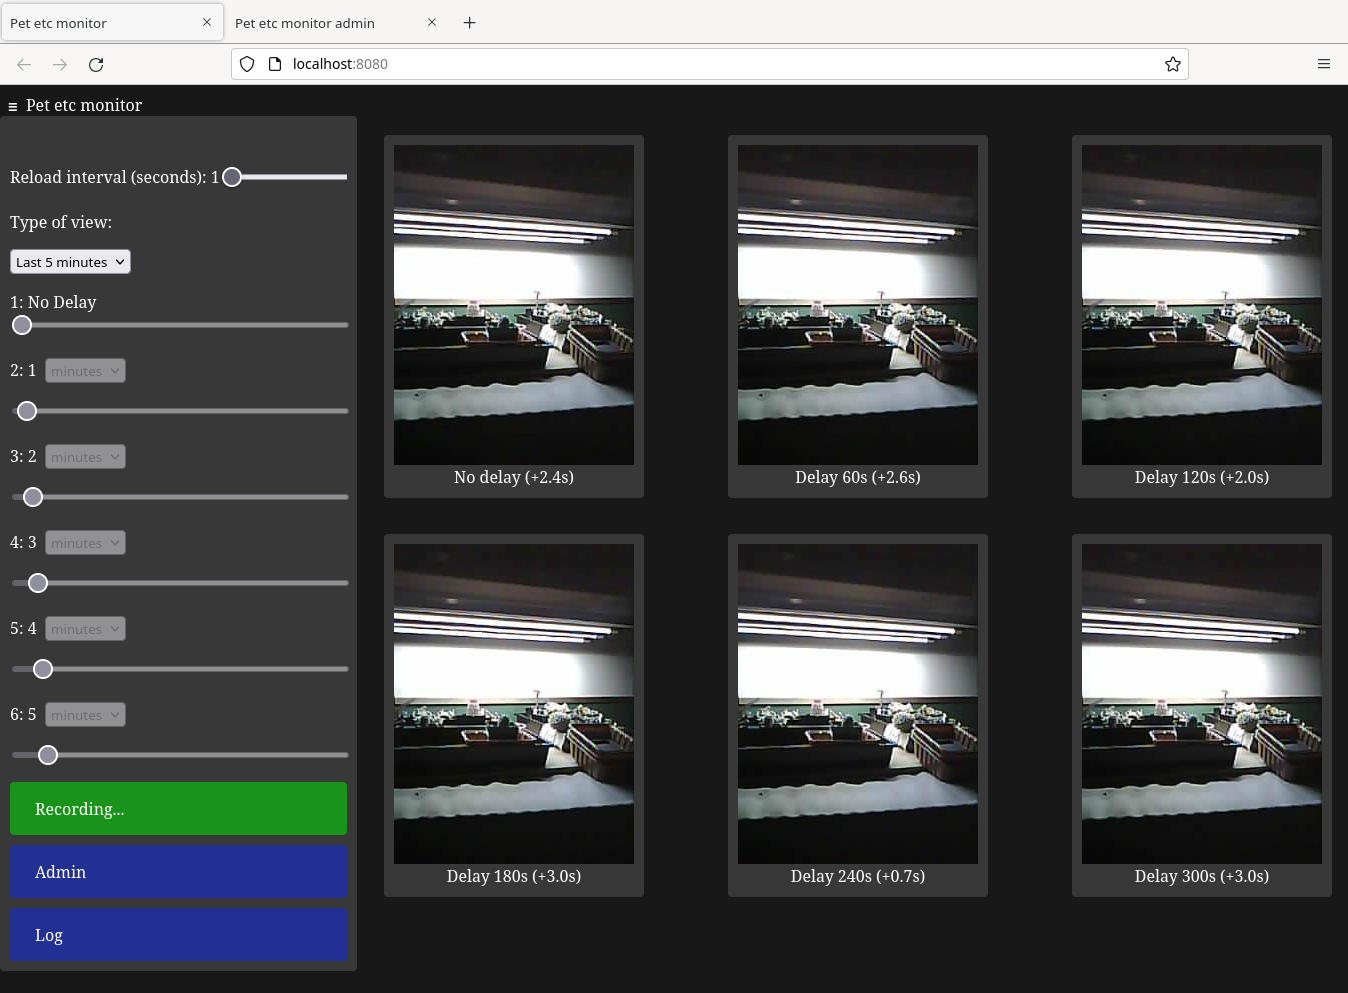 Pet etc monitor
Pet etc monitor admin
localhost:8080
Pet etc monitor
Reload interval (seconds): 1
Type of view:
Last 5 minutes
1: No Delay
2: 1 minutes
3: 2 minutes
4: 3 minutes
5: 4 minutes
6: 5 minutes
Recording...
Admin
Log
No delay (+2.4s)
Delay 60s (+2.6s)
Delay 120s (+2.0s)
Delay 180s (+3.0s)
Delay 240s (+0.7s)
Delay 300s (+3.0s)